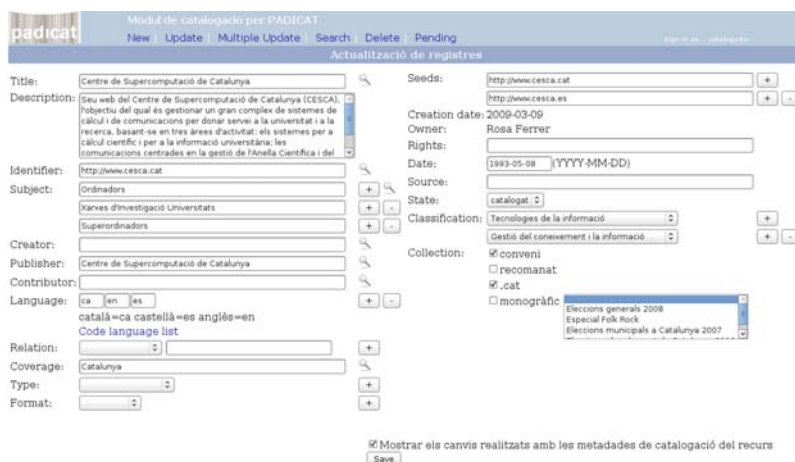 padicat
Mòdul de catalogació per PADICAT
New Update Multiple Update Search Delete Pending
Actualització de registres
Title: Centre de Supercomputació de Catalunya
Description: Seu web del Centre de Supercomputació de Catalunya (CESCA),
l'objectiu del qual és gestionar un gran complex de sistemes de
càlcul i de comunicacions per donar servei a la universitat i a la
recerca, basant-se en tres àrees d'activitat: els sistemes per a
càlcul científic i per a la informació universitària; les
comunicacions centrades en la gestió de l'Anella Científica i del
Identifier: http://www.cesca.cat
Subject: Ordinadors + 
Xarxes d'Investigació Universitats + -
Superordinadors + -
Creator:
Publisher: Centre de Supercomputació de Catalunya
Contributor:
Language: ca en es + -
català=ca castellà=es anglès=en
Code language list
Relation: +
Coverage: Catalunya
Type: +
Format: +
Seeds: http://www.cesca.cat +
http://www.cesca.es + -
Creation date: 2009-03-09
Owner: Rosa Ferrer
Rights:
Date: 1993-05-08 (YYYY-MM-DD)
Source:
State: catalogat
Classification: Tecnologies de la informació +
Gestió del coneixement i la informació + -
Collection: conveni
recomanat
.cat
monogràfic
Eleccions generals 2008
Especial Folk Rock
Eleccions municipals a Catalunya 2007
Mostrar els canvis realitzats amb les metadades de catalogació del recurs
Save